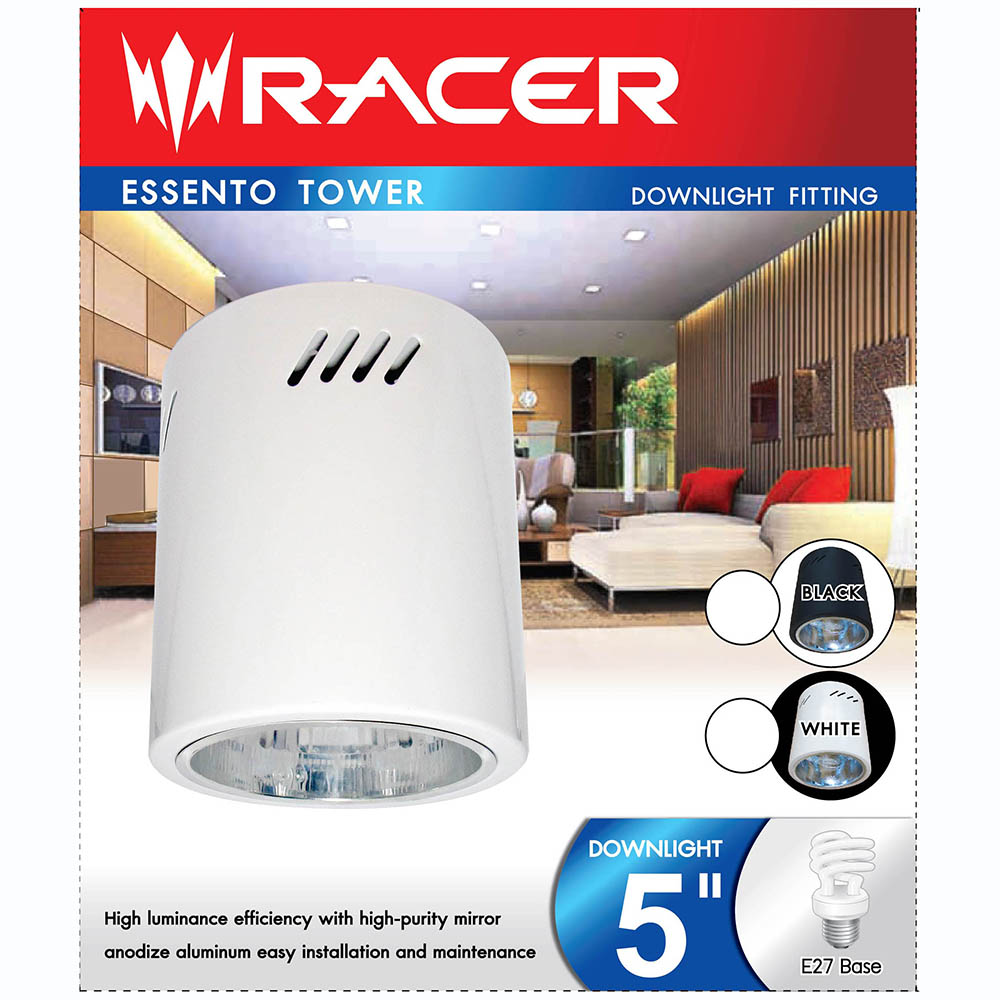 RACER
ESSENTO TOWER
DOWNLIGHT FITTING
BLACK
WHITE
DOWNLIGHT
5"
E27 Base
High luminance efficiency with high-purity mirror
anodize aluminum easy installation and maintenance